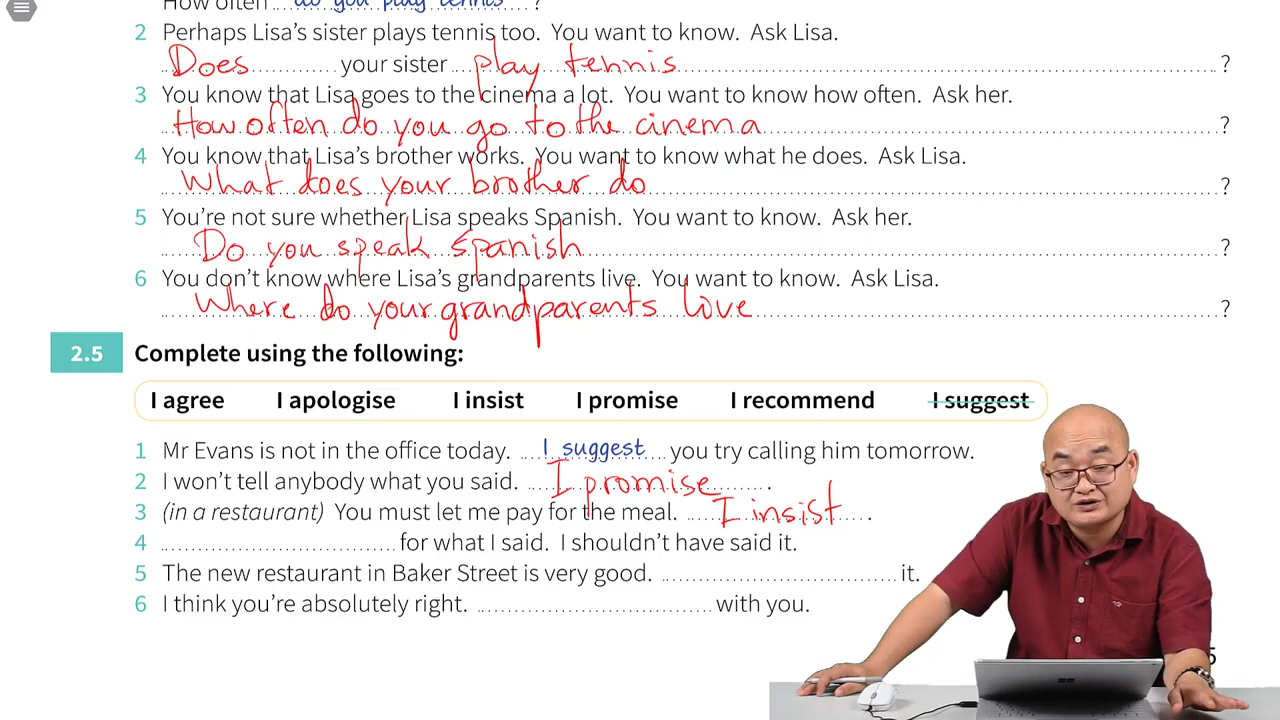 How often do you play tennis ?
2 Perhaps Lisa's sister plays tennis too. You want to know. Ask Lisa.
Does your sister play tennis ?
3 You know that Lisa goes to the cinema a lot. You want to know how often. Ask her.
How often do you go to the cinema ?
4 You know that Lisa's brother works. You want to know what he does. Ask Lisa.
What does your brother do ?
5 You're not sure whether Lisa speaks Spanish. You want to know. Ask her.
Do you speak spanish ?
6 You don't know where Lisa's grandparents live. You want to know. Ask Lisa.
Where do your grandparents love ?
2.5 Complete using the following:
I agree I apologise I insist I promise I recommend I suggest
1 Mr Evans is not in the office today. I suggest you try calling him tomorrow.
2 I won't tell anybody what you said. I promise .
3 (in a restaurant) You must let me pay for the meal. I insist .
4 for what I said. I shouldn't have said it.
5 The new restaurant in Baker Street is very good. it.
6 I think you're absolutely right. with you.
5